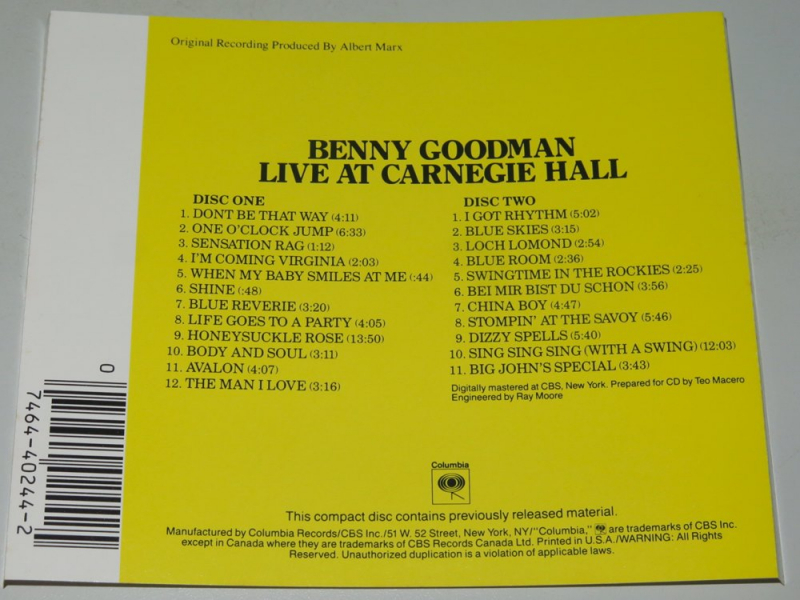 Original Recording Produced By Albert Marx
BENNY GOODMAN
LIVE AT CARNEGIE HALL
DISC ONE
1. DONT BE THAT WAY (4:11)
2. ONE O'CLOCK JUMP (6:33)
3. SENSATION RAG (1:12)
4. I'M COMING VIRGINIA (2:03)
5. WHEN MY BABY SMILES AT ME (:44)
6. SHINE (:48)
7. BLUE REVERIE (3:20)
8. LIFE GOES TO A PARTY (4:05)
9. HONEYSUCKLE ROSE (13:50)
10. BODY AND SOUL (3:11)
11. AVALON (4:07)
12. THE MAN I LOVE (3:16)
DISC TWO
1. I GOT RHYTHM (5:02)
2. BLUE SKIES (3:15)
3. LOCH LOMOND (2:54)
4. BLUE ROOM (2:36)
5. SWINGTIME IN THE ROCKIES (2:25)
6. BEI MIR BIST DU SCHON (3:56)
7. CHINA BOY (4:47)
8. STOMPIN' AT THE SAVOY (5:46)
9. DIZZY SPELLS (5:40)
10. SING SING SING (WITH A SWING) (12:03)
11. BIG JOHN'S SPECIAL (3:43)
Digitally mastered at CBS, New York. Prepared for CD by Teo Macero
Engineered by Ray Moore
0
7464-40244-2
Columbia
This compact disc contains previously released material.
Manufactured by Columbia Records/CBS Inc./51 W. 52 Street, New York, NY/"Columbia," are trademarks of CBS Inc.
except in Canada where they are trademarks of CBS Records Canada Ltd. Printed in U.S.A./WARNING: All Rights
Reserved. Unauthorized duplication is a violation of applicable laws.